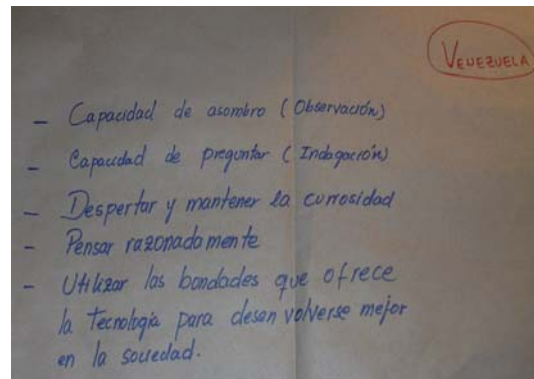 VENEZUELA
- Capacidad de asombro (Observación)
- Capacidad de preguntar (Indagación)
- Despertar y mantener la curiosidad
- Pensar razonadamente
- Utilizar las bondades que ofrece
la Tecnología para desenvolverse mejor
en la sociedad.